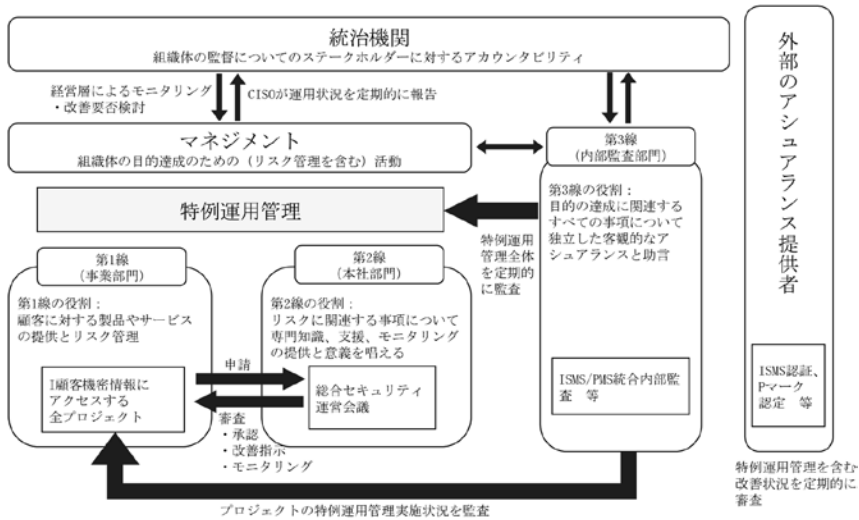 統治機関
組織体の監督についてのステークホルダーに対するアカウンタビリティ
経営層によるモニタリング
・改善要否検討
CISOが運用状況を定期的に報告
マネジメント
組織体の目的達成のための（リスク管理を含む）活動
第3線
（内部監査部門）
特例運用管理
第3線の役割：
目的の達成に関連する
すべての事項について
独立した客観的なア
シュアランスと助言
特例運用
管理全体
を定期的
に監査
第1線
（事業部門）
第1線の役割：
顧客に対する製品やサービス
の提供とリスク管理
I顧客機密情報に
アクセスする
全プロジェクト
第2線
（本社部門）
第2線の役割：
リスクに関連する事項について
専門知識、支援、モニタリング
の提供と意義を唱える
総合セキュリティ
運営会議
申請
審査
・承認
・改善指示
・モニタリング
ISMS/PMS統合内部監
査 等
プロジェクトの特例運用管理実施状況を監査
外部のアシュアランス提供者
ISMS認証、
Pマーク
認定 等
特例運用管理を含む
改善状況を定期的に
審査